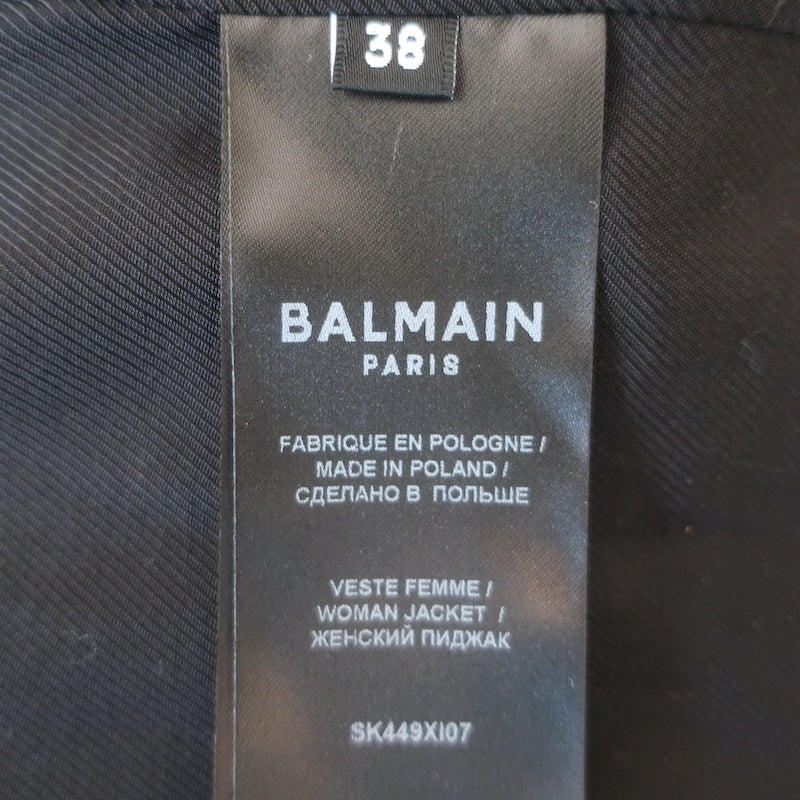 38
BALMAIN
PARIS
FABRIQUE EN POLOGNE /
MADE IN POLAND /
СДЕЛАНО В ПОЛЬШЕ
VESTE FEMME /
WOMAN JACKET /
ЖЕНСКИЙ ПИДЖАК
SK449XI07